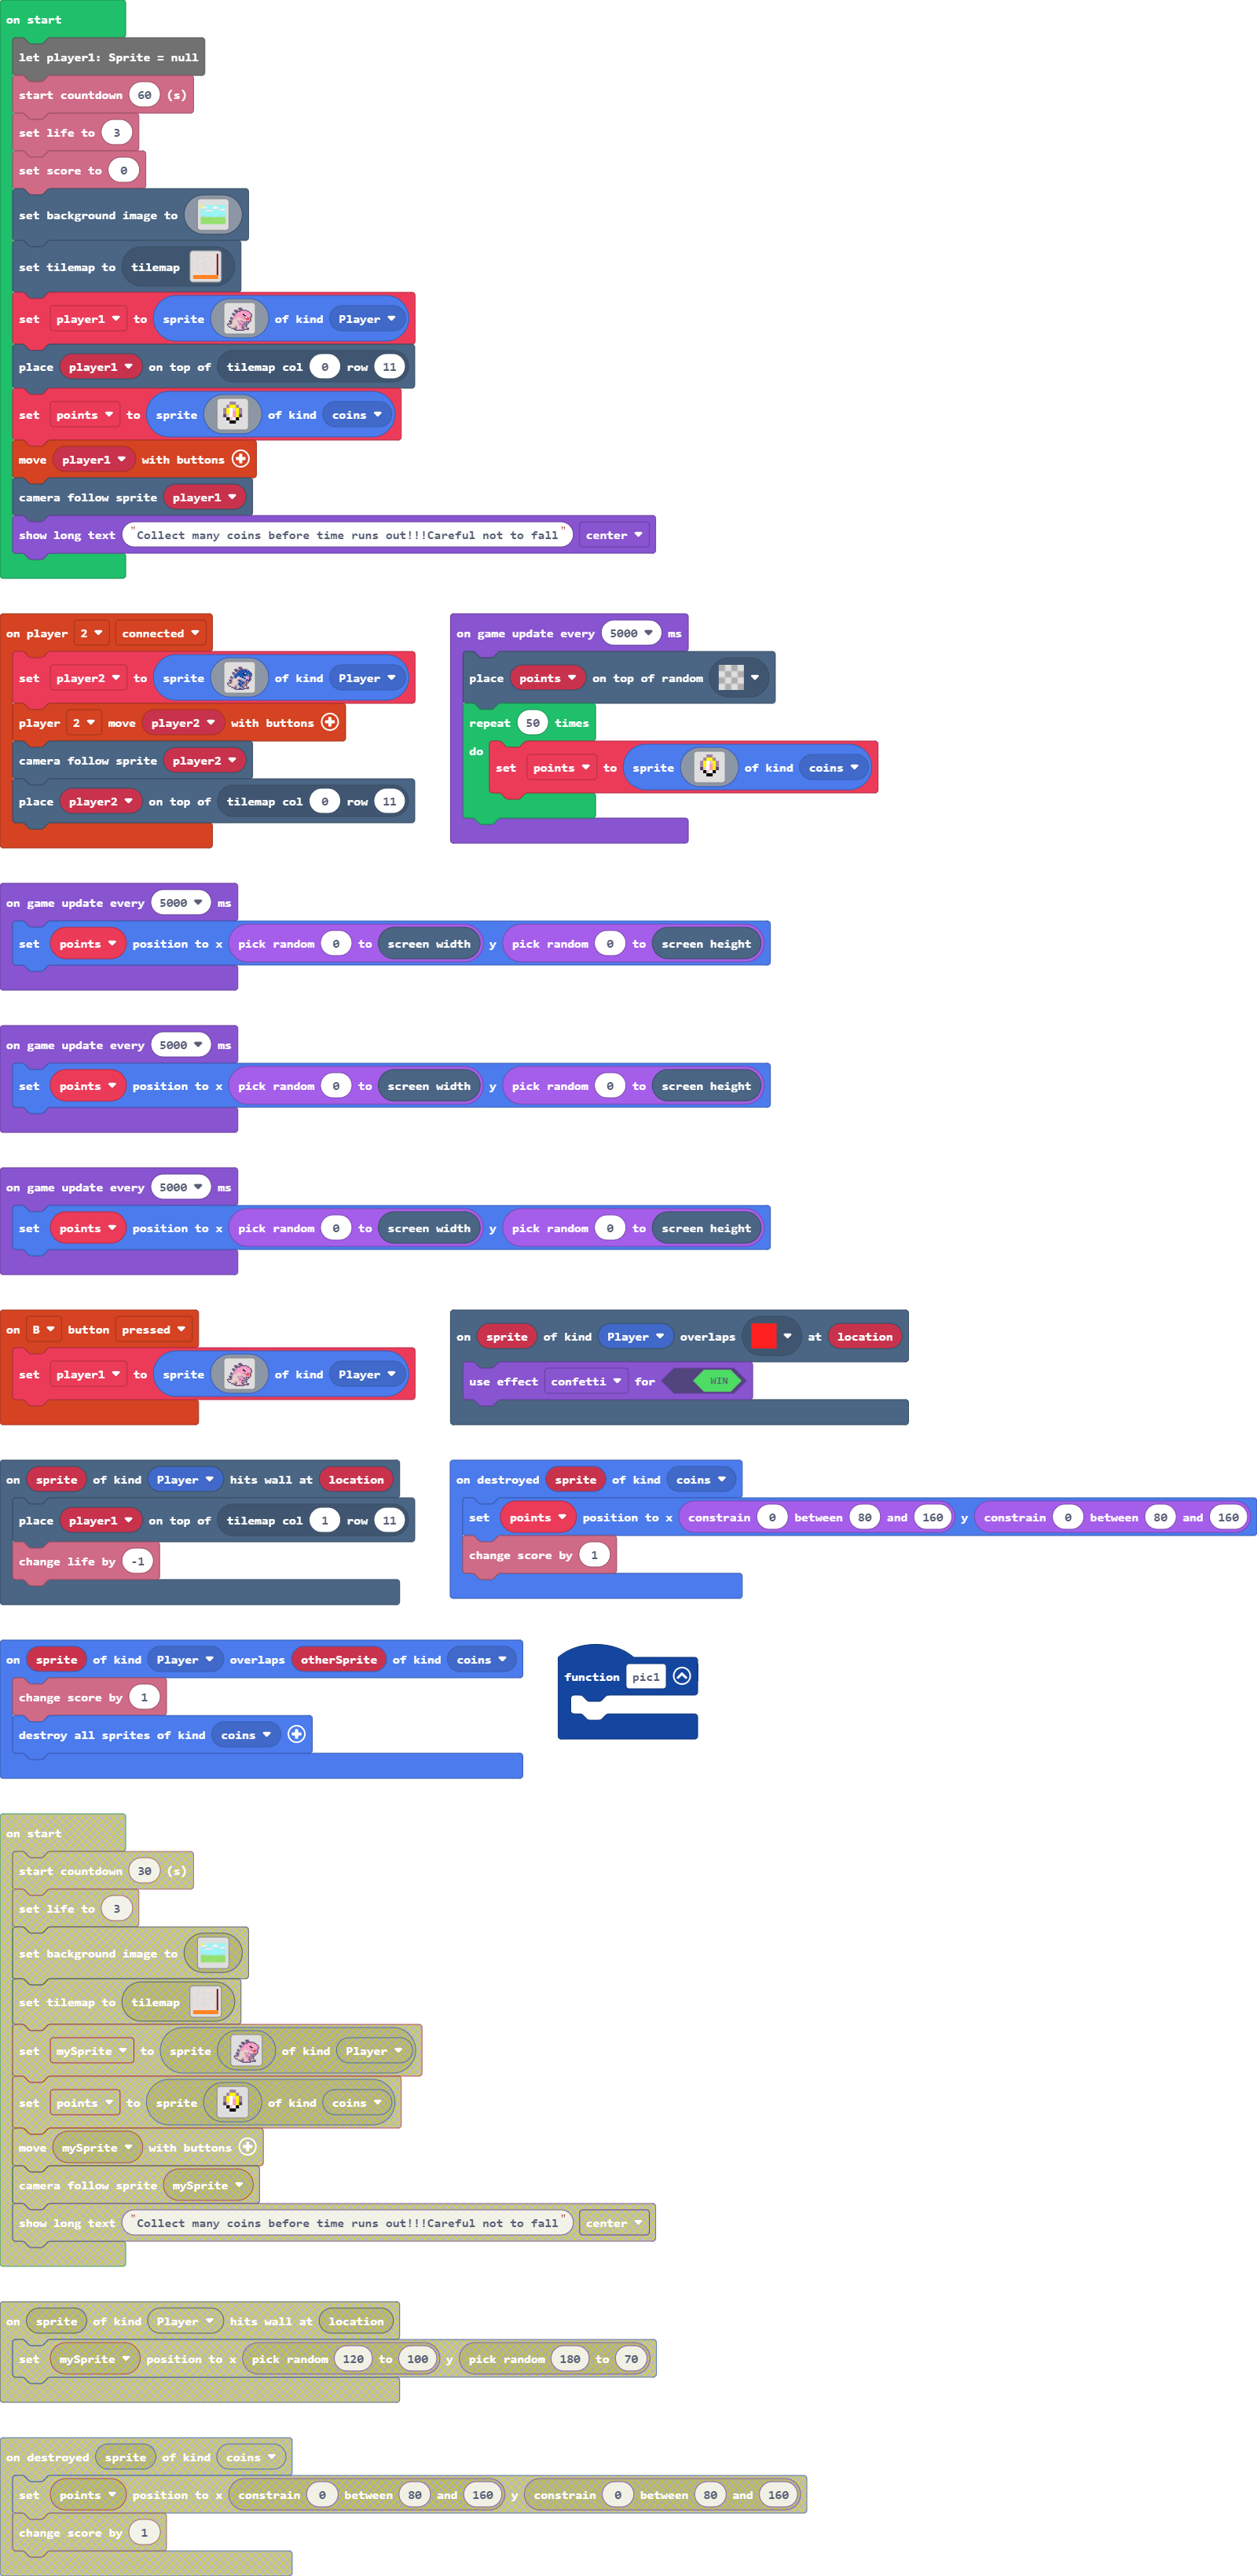 on start
let player1: Sprite = null
start countdown 60 (s)
set life to 3
set score to 0
set background image to
set tilemap to tilemap
set player1 to sprite of kind Player
place player1 on top of tilemap col 0 row 11
set points to sprite of kind coins
move player1 with buttons
camera follow sprite player1
show long text "Collect many coins before time runs out!!!Careful not to fall" center
on player 2 connected
set player2 to sprite of kind Player
player 2 move player2 with buttons
camera follow sprite player2
place player2 on top of tilemap col 0 row 11
on game update every 5000 ms
place points on top of random
repeat 50 times
do set points to sprite of kind coins
on game update every 5000 ms
set points position to x pick random 0 to screen width y pick random 0 to screen height
on game update every 5000 ms
set points position to x pick random 0 to screen width y pick random 0 to screen height
on game update every 5000 ms
set points position to x pick random 0 to screen width y pick random 0 to screen height
on B button pressed
set player1 to sprite of kind Player
on sprite of kind Player overlaps at location
use effect confetti for WIN
on sprite of kind Player hits wall at location
place player1 on top of tilemap col 1 row 11
change life by -1
on destroyed sprite of kind coins
set points position to x constrain 0 between 80 and 160 y constrain 0 between 80 and 160
change score by 1
on sprite of kind Player overlaps otherSprite of kind coins
change score by 1
destroy all sprites of kind coins
function pic1
on start
start countdown 30 (s)
set life to 3
set background image to
set tilemap to tilemap
set mySprite to sprite of kind Player
set points to sprite of kind coins
move mySprite with buttons
camera follow sprite mySprite
show long text "Collect many coins before time runs out!!!Careful not to fall" center
on sprite of kind Player hits wall at location
set mySprite position to x pick random 120 to 100 y pick random 180 to 70
on destroyed sprite of kind coins
set points position to x constrain 0 between 80 and 160 y constrain 0 between 80 and 160
change score by 1